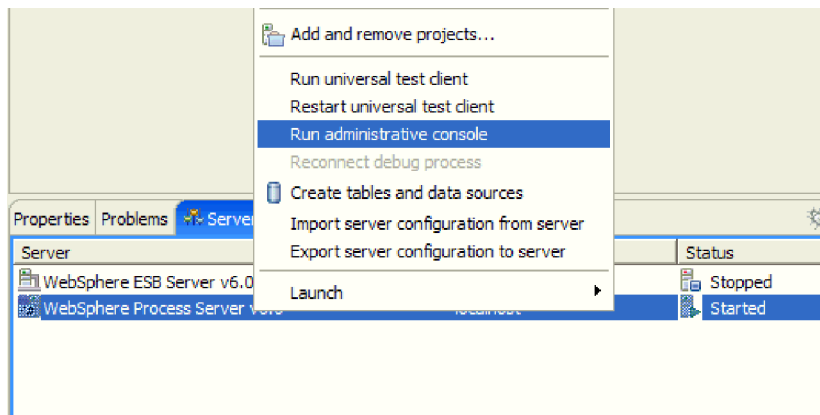 Add and remove projects...
Run universal test client
Restart universal test client
Run administrative console
Reconnect debug process
Create tables and data sources
Import server configuration from server
Export server configuration to server
Launch
Properties Problems Server
Server Status
WebSphere ESB Server v6.0 Stopped
WebSphere Process Server v6.0 localhost Started